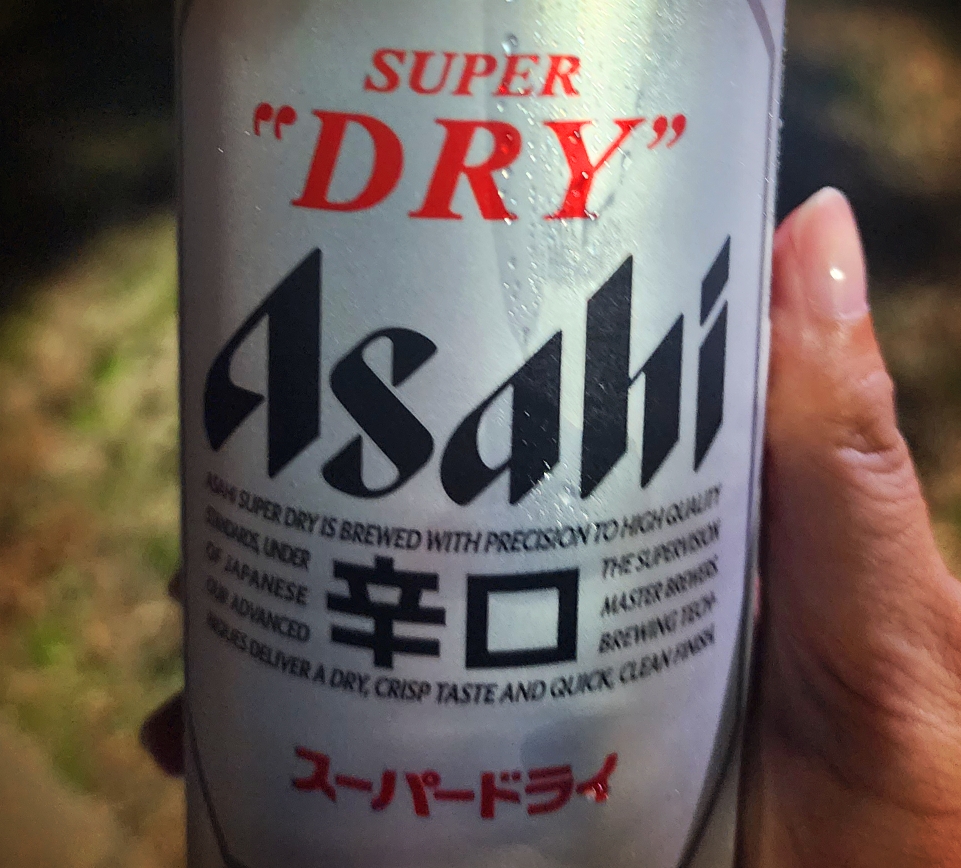 SUPER
"DRY"
Asahi
ASAHI SUPER DRY IS BREWED WITH PRECISION TO HIGH QUALITY
STANDARDS, UNDER THE SUPERVISION
OF JAPANESE MASTER BREWERS.
OUR ADVANCED BREWING TECH-
辛口
NIQUES DELIVER A DRY, CRISP TASTE AND QUICK, CLEAN FINISH.
スーパードライ